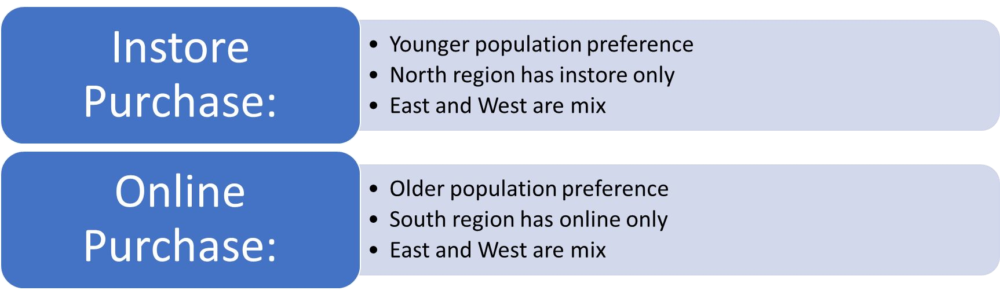 Instore
Purchase:
• Younger population preference
• North region has instore only
• East and West are mix
Online
Purchase:
• Older population preference
• South region has online only
• East and West are mix